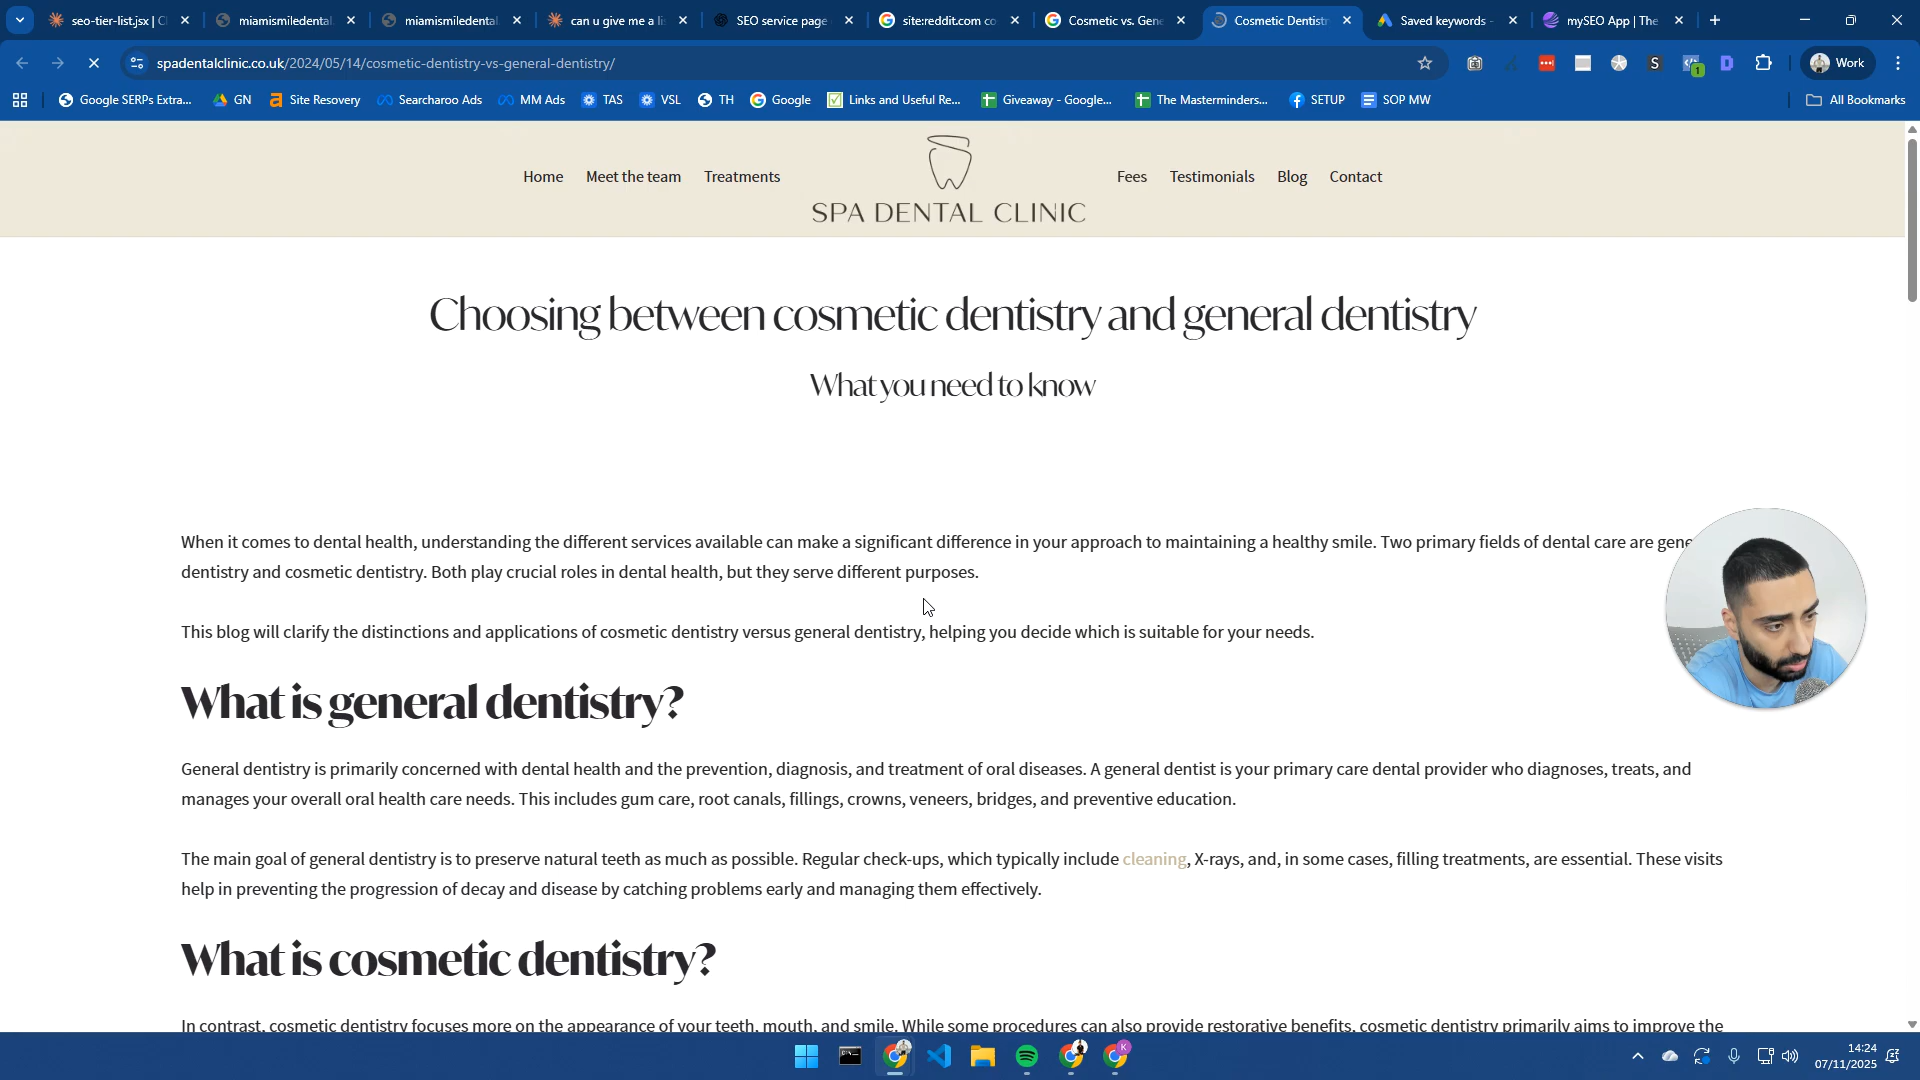 seo-tier-list.jsx | Cl
miamismiledental
miamismiledental
can u give me a li
SEO service page
site:reddit.com co
Cosmetic vs. Gene
Cosmetic Dentistr
Saved keywords -
mySEO App | The
spadentalclinic.co.uk/2024/05/14/cosmetic-dentistry-vs-general-dentistry/
S
1
D
Work
Google SERPs Extra...
GN
Site Recovery
Searcharoo Ads
MM Ads
TAS
VSL
TH
Google
Links and Useful Re...
Giveaway - Google...
The Masterminders...
SETUP
SOP MW
All Bookmarks
Home
Meet the team
Treatments
SPA DENTAL CLINIC
Fees
Testimonials
Blog
Contact
Choosing between cosmetic dentistry and general dentistry
What you need to know
When it comes to dental health, understanding the different services available can make a significant difference in your approach to maintaining a healthy smile. Two primary fields of dental care are gene
dentistry and cosmetic dentistry. Both play crucial roles in dental health, but they serve different purposes.
This blog will clarify the distinctions and applications of cosmetic dentistry versus general dentistry, helping you decide which is suitable for your needs.
What is general dentistry?
General dentistry is primarily concerned with dental health and the prevention, diagnosis, and treatment of oral diseases. A general dentist is your primary care dental provider who diagnoses, treats, and
manages your overall oral health care needs. This includes gum care, root canals, fillings, crowns, veneers, bridges, and preventive education.
The main goal of general dentistry is to preserve natural teeth as much as possible. Regular check-ups, which typically include cleaning, X-rays, and, in some cases, filling treatments, are essential. These visits
help in preventing the progression of decay and disease by catching problems early and managing them effectively.
What is cosmetic dentistry?
In contrast, cosmetic dentistry focuses more on the appearance of your teeth, mouth, and smile. While some procedures can also provide restorative benefits, cosmetic dentistry primarily aims to improve the
K
14:24
07/11/2025